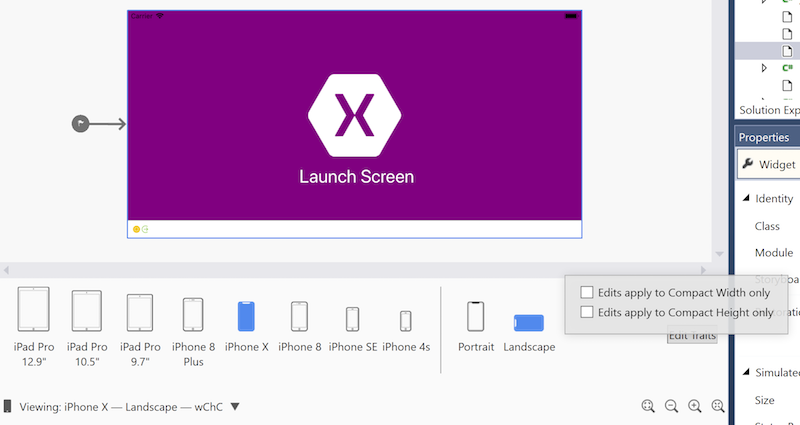 Carrier
X
Launch Screen
Solution Exp
Properties
Widget
Identity
Class
Module
Storyboa
Edits apply to Compact Width only
Edits apply to Compact Height only
Edit Traits
iPad Pro
12.9"
iPad Pro
10.5"
iPad Pro
9.7"
iPhone 8
Plus
iPhone X
iPhone 8
iPhone SE
iPhone 4s
Portrait
Landscape
Simulated
Size
Viewing: iPhone X — Landscape — wChC